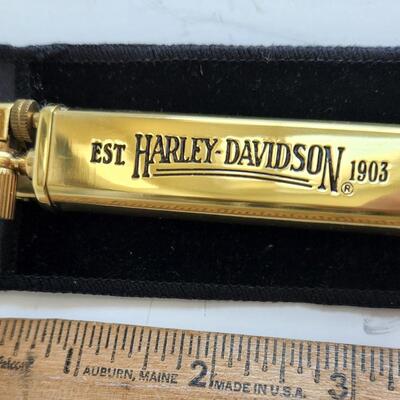 EST. HARLEY-DAVIDSON® 1903
AUBURN, MAINE 2 MADE IN U.S.A. 3